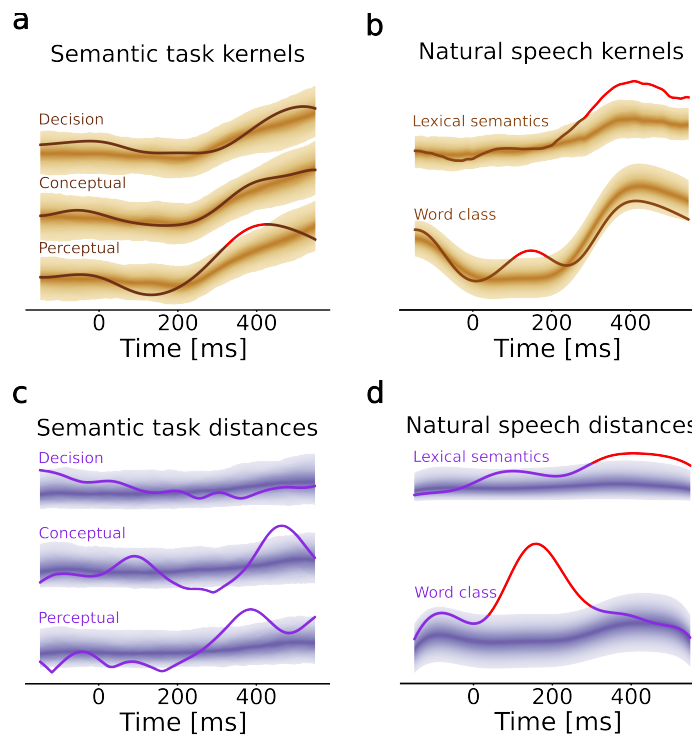 a
Semantic task kernels
Decision
Conceptual
Perceptual
0 200 400
Time [ms]
b
Natural speech kernels
Lexical semantics
Word class
0 200 400
Time [ms]
c
Semantic task distances
Decision
Conceptual
Perceptual
0 200 400
Time [ms]
d
Natural speech distances
Lexical semantics
Word class
0 200 400
Time [ms]